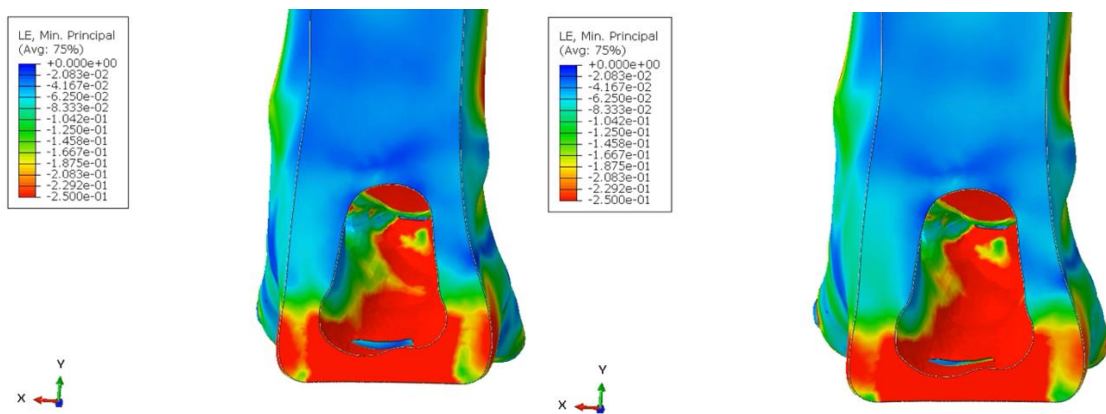 LE, Min. Principal
(Avg: 75%)
+0.000e+00
-2.083e-02
-4.167e-02
-6.250e-02
-8.333e-02
-1.042e-01
-1.250e-01
-1.458e-01
-1.667e-01
-1.875e-01
-2.083e-01
-2.292e-01
-2.500e-01
Y
X
LE, Min. Principal
(Avg: 75%)
+0.000e+00
-2.083e-02
-4.167e-02
-6.250e-02
-8.333e-02
-1.042e-01
-1.250e-01
-1.458e-01
-1.667e-01
-1.875e-01
-2.083e-01
-2.292e-01
-2.500e-01
Y
X